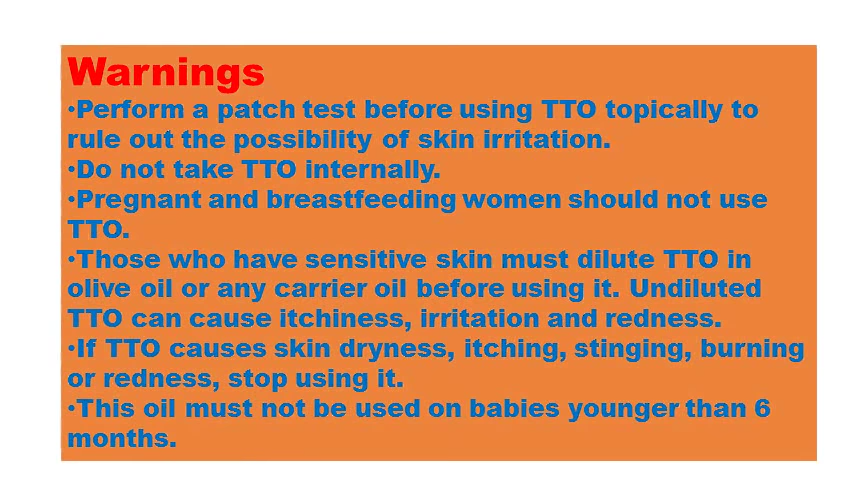 Warnings
•Perform a patch test before using TTO topically to
rule out the possibility of skin irritation.
•Do not take TTO internally.
•Pregnant and breastfeeding women should not use
TTO.
•Those who have sensitive skin must dilute TTO in
olive oil or any carrier oil before using it. Undiluted
TTO can cause itchiness, irritation and redness.
•If TTO causes skin dryness, itching, stinging, burning
or redness, stop using it.
•This oil must not be used on babies younger than 6
months.